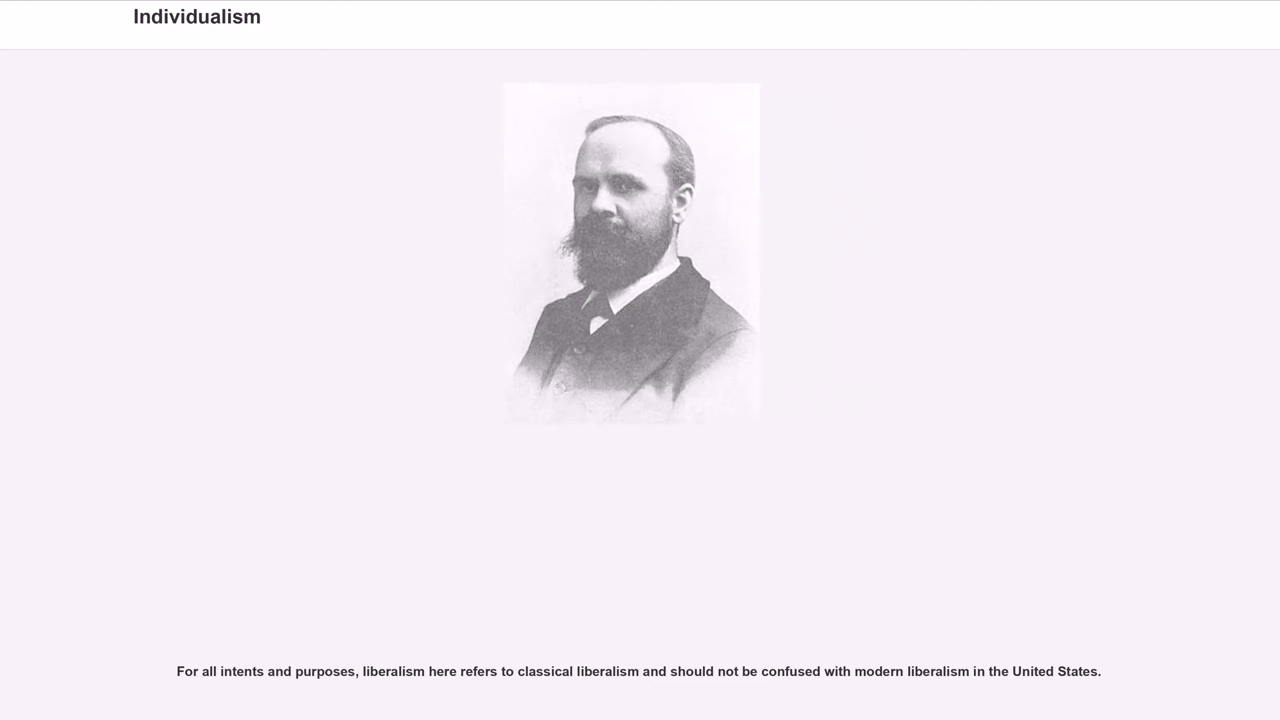 Individualism
For all intents and purposes, liberalism here refers to classical liberalism and should not be confused with modern liberalism in the United States.